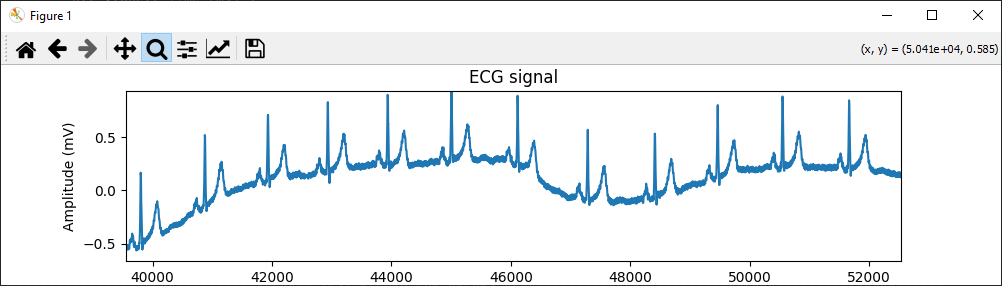 Figure 1
(x, y) = (5.041e+04, 0.585)
ECG signal
Amplitude (mV)
0.5
0.0
−0.5
40000 42000 44000 46000 48000 50000 52000